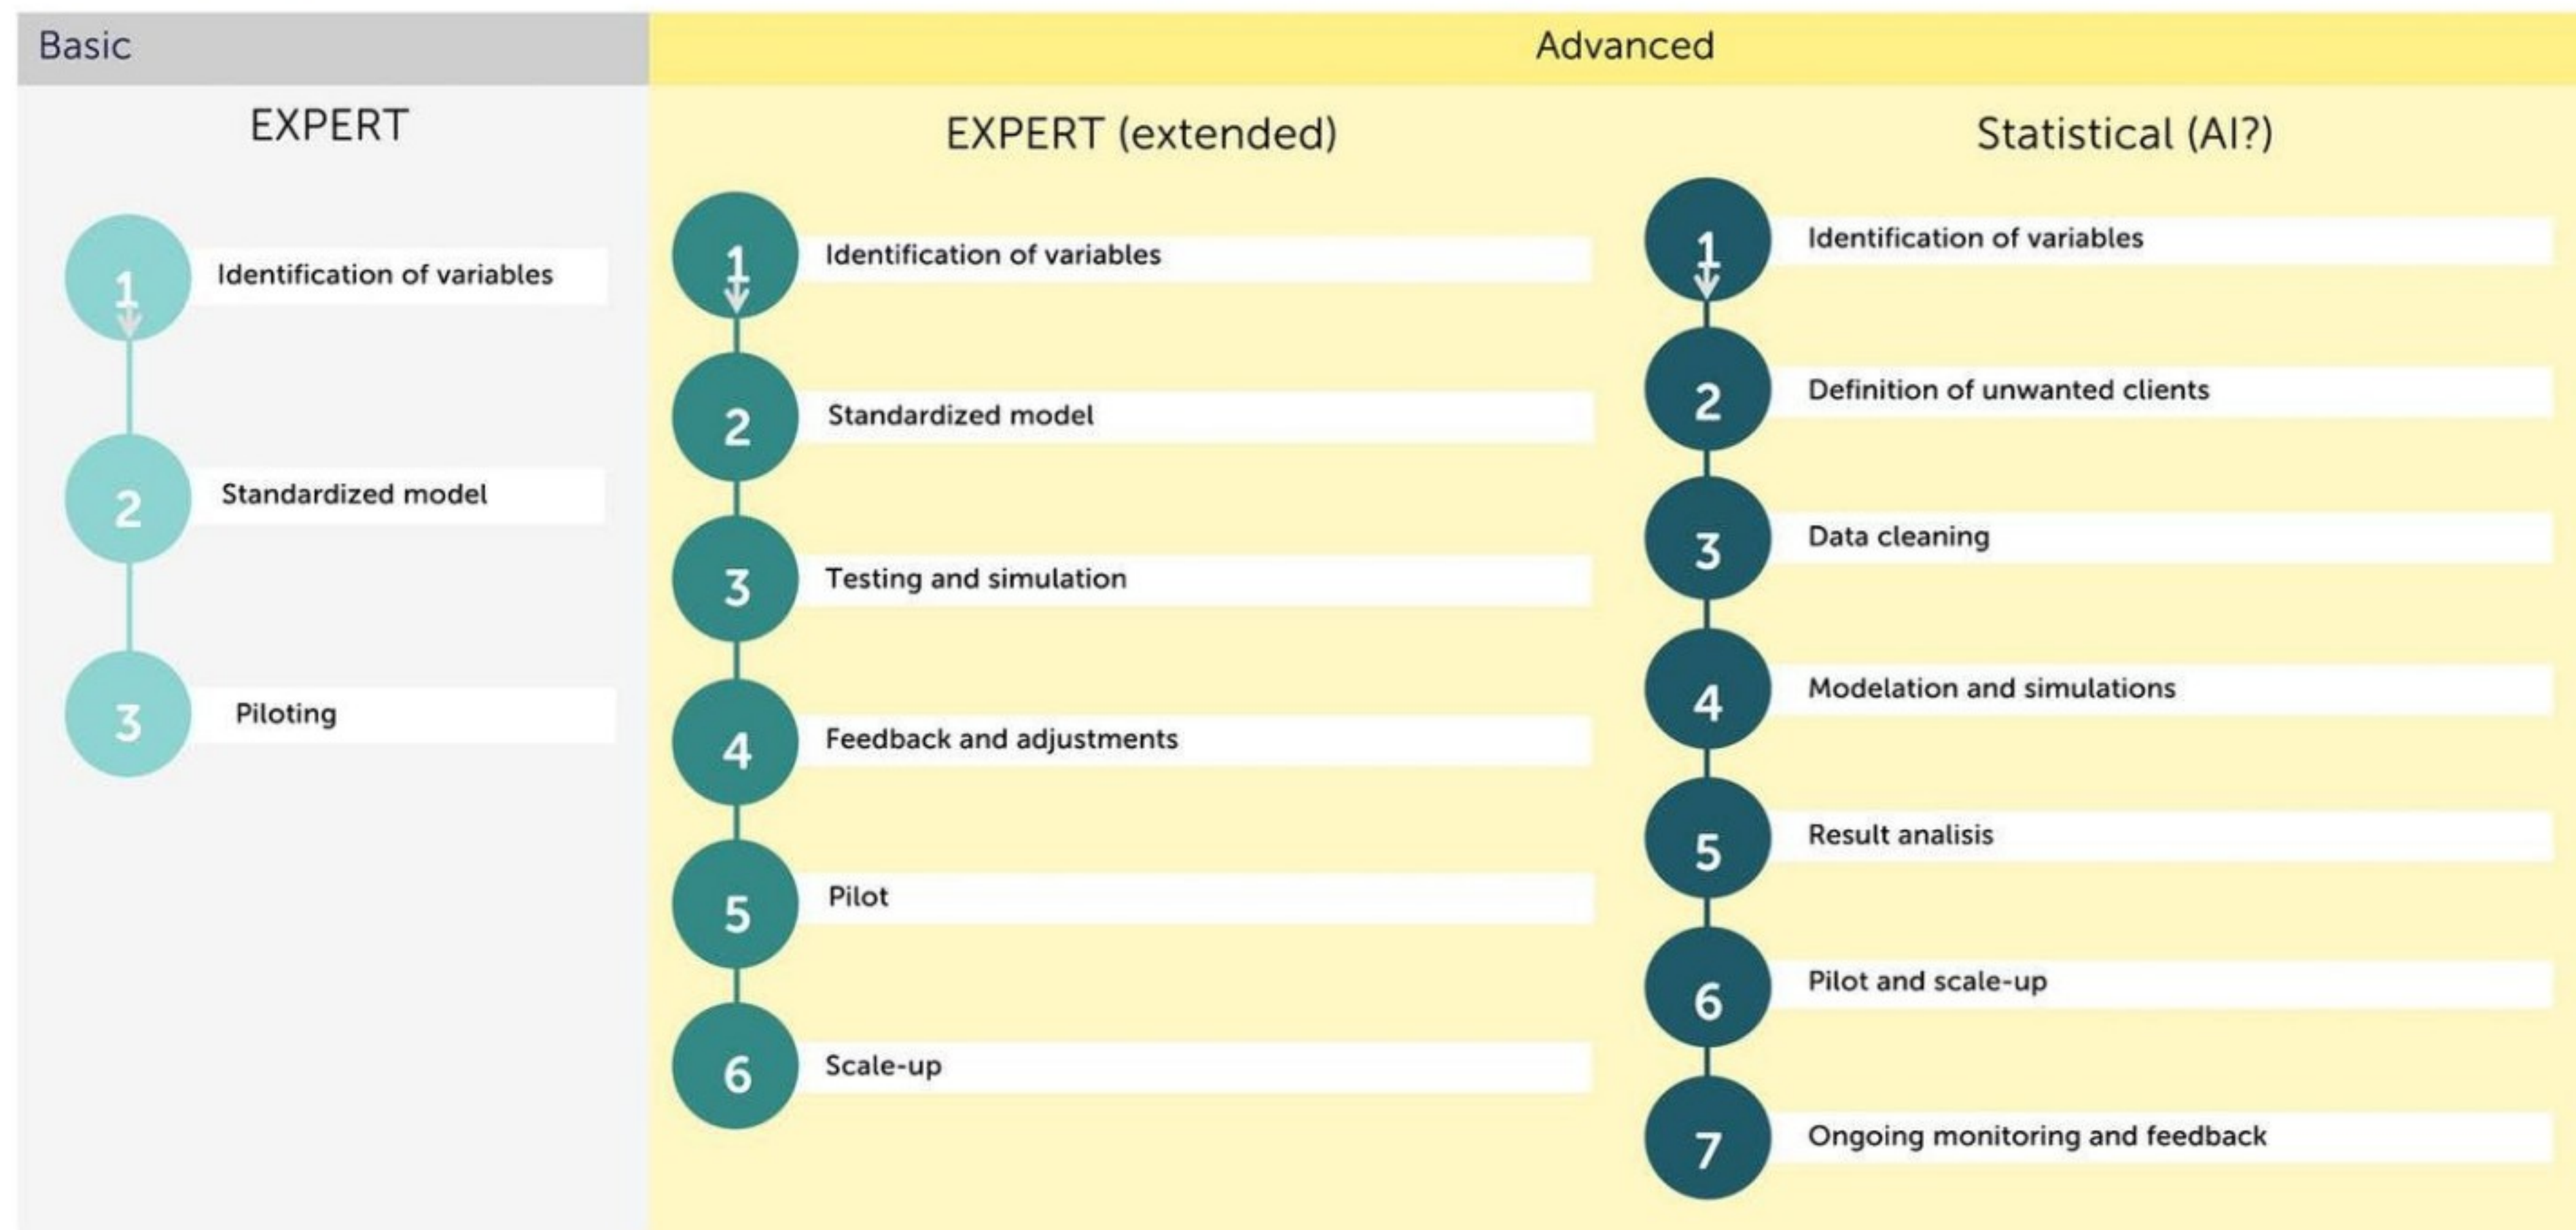 Basic
Advanced
EXPERT
1
Identification of variables
2
Standardized model
3
Piloting
EXPERT (extended)
1
Identification of variables
2
Standardized model
3
Testing and simulation
4
Feedback and adjustments
5
Pilot
6
Scale-up
Statistical (AI?)
1
Identification of variables
2
Definition of unwanted clients
3
Data cleaning
4
Modelation and simulations
5
Result analisis
6
Pilot and scale-up
7
Ongoing monitoring and feedback